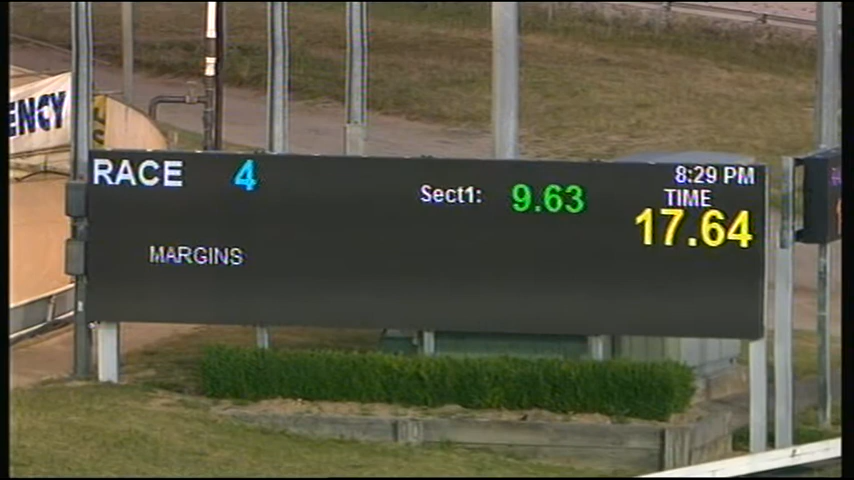 ENCY
RACE 4
8:29 PM
Sect1: 9.63
TIME
17.64
MARGINS